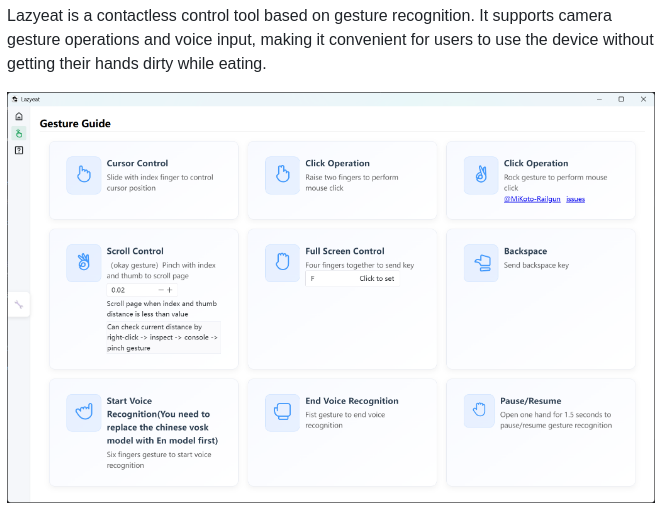 Lazyeat is a contactless control tool based on gesture recognition. It supports camera
gesture operations and voice input, making it convenient for users to use the device without
getting their hands dirty while eating.
Lazyeat
Gesture Guide
Cursor Control
Slide with index finger to control
cursor position
Click Operation
Raise two fingers to perform
mouse click
Click Operation
Rock gesture to perform mouse
click
@MiKoto-Railgun issues
Scroll Control
(okay gesture) Pinch with index
and thumb to scroll page
0.02 − +
Scroll page when index and thumb
distance is less than value
Can check current distance by
right-click -> inspect -> console ->
pinch gesture
Full Screen Control
Four fingers together to send key
F Click to set
Backspace
Send backspace key
Start Voice
Recognition(You need to
replace the chinese vosk
model with En model first)
Six fingers gesture to start voice
recognition
End Voice Recognition
Fist gesture to end voice
recognition
Pause/Resume
Open one hand for 1.5 seconds to
pause/resume gesture recognition